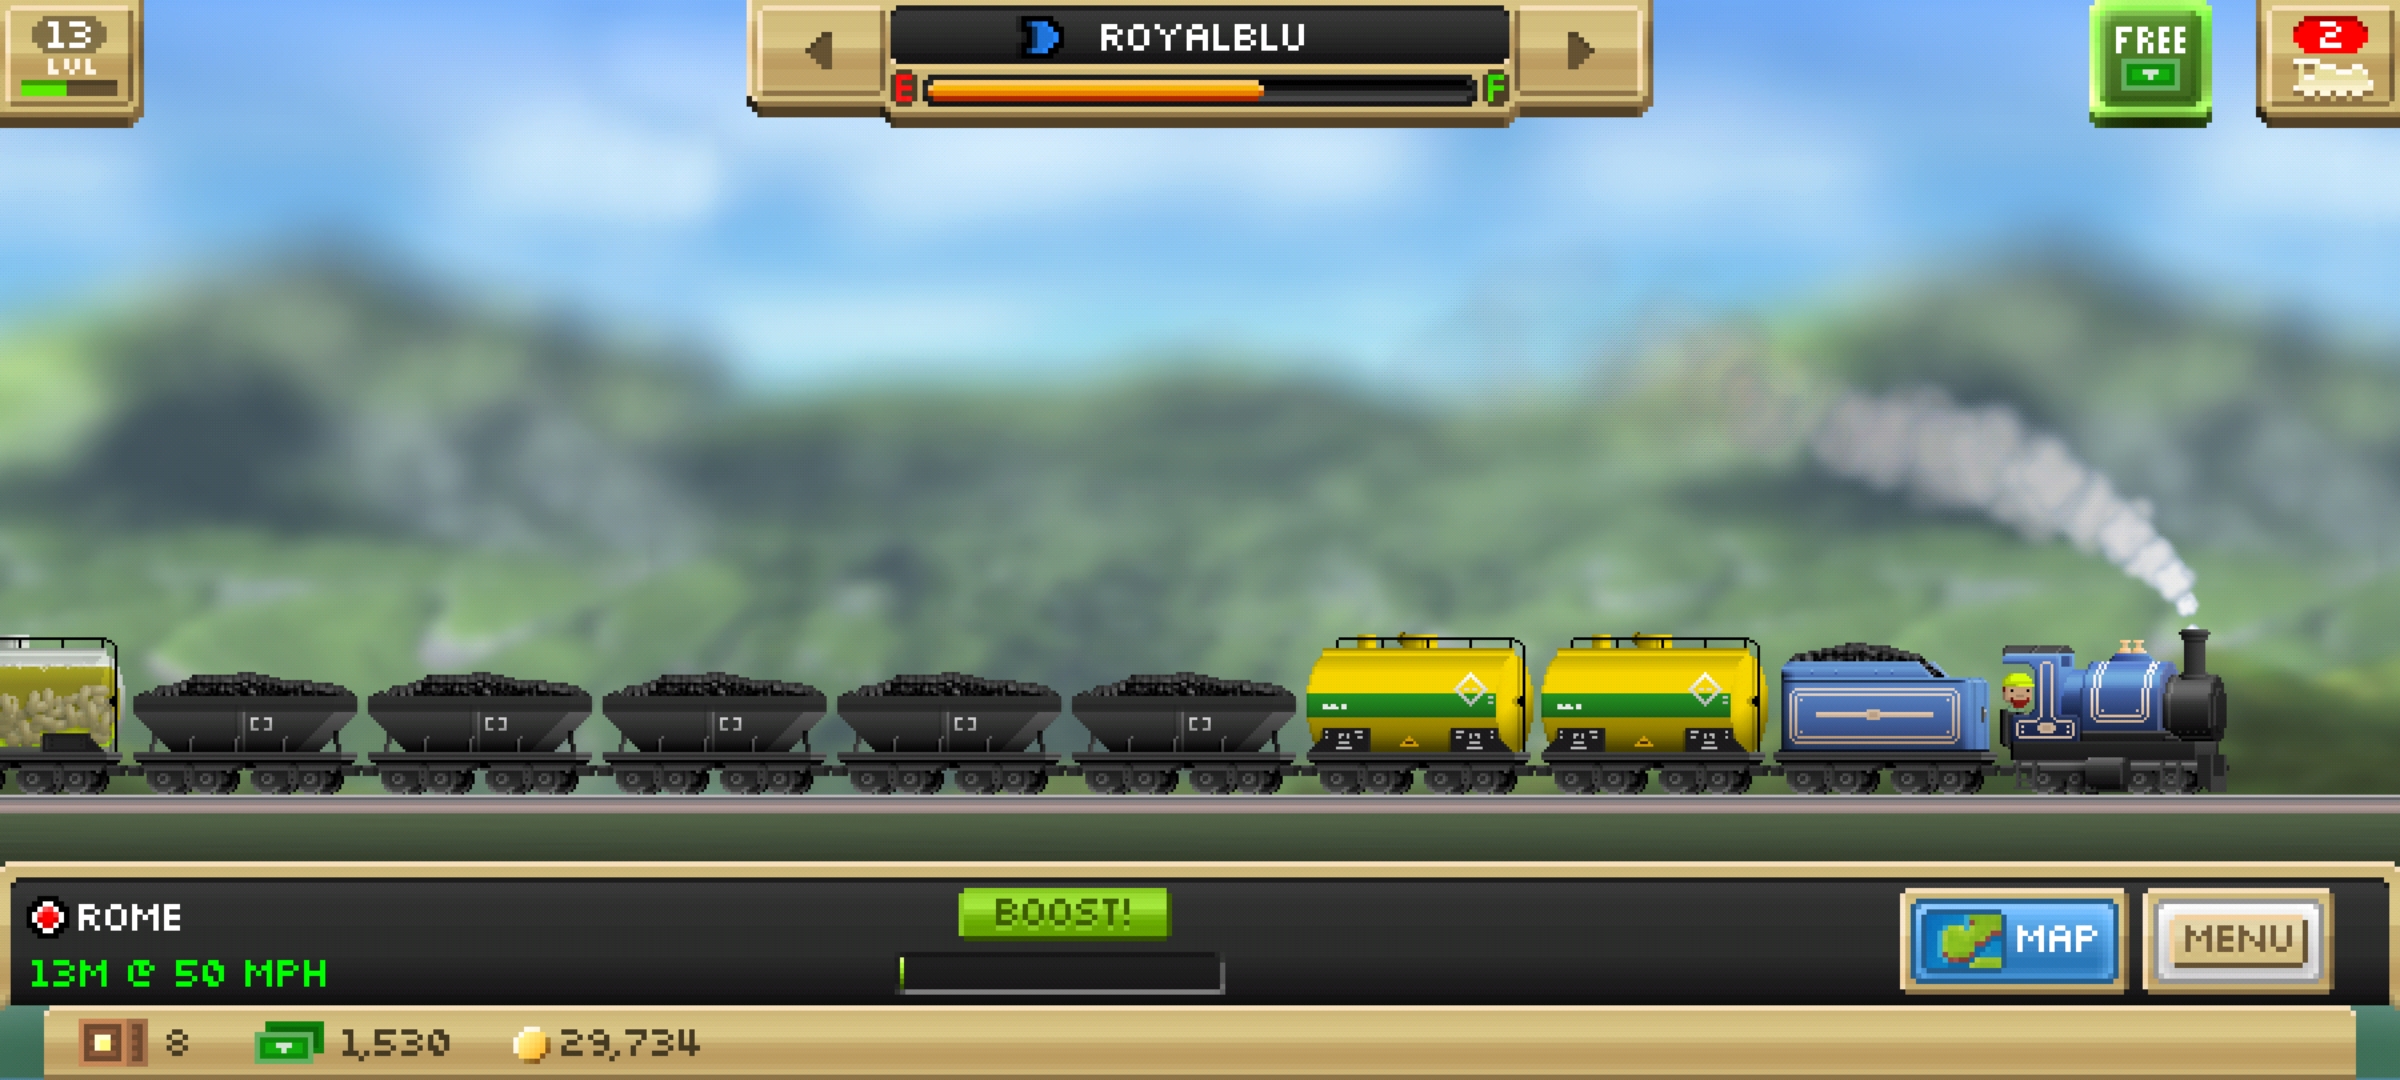 13
LVL
ROYALBLU
E F
FREE
2
ROME
13M @ 50 MPH
BOOST!
MAP
MENU
8
1,530
29,734